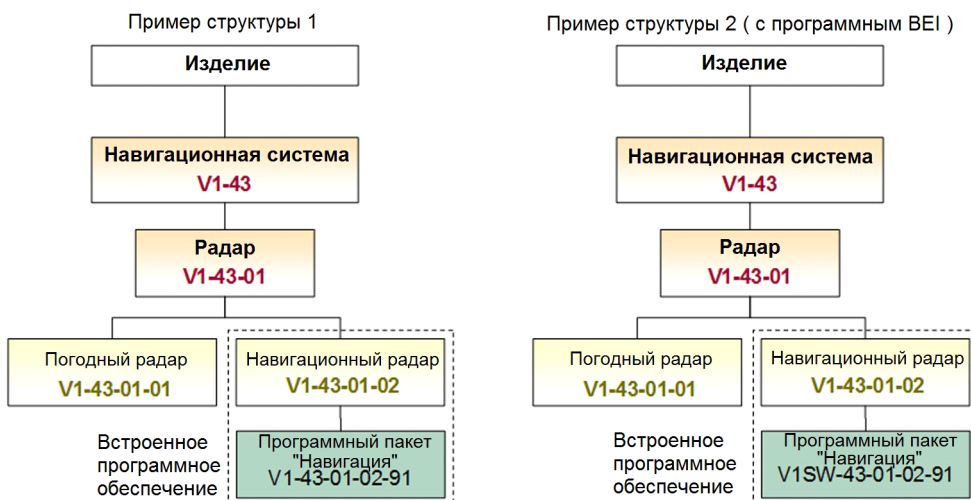 Пример структуры 1
Изделие
Навигационная система
V1-43
Радар
V1-43-01
Погодный радар
V1-43-01-01
Навигационный радар
V1-43-01-02
Встроенное
программное
обеспечение
Программный пакет
"Навигация"
V1-43-01-02-91
Пример структуры 2 ( с программным BEI )
Изделие
Навигационная система
V1-43
Радар
V1-43-01
Погодный радар
V1-43-01-01
Навигационный радар
V1-43-01-02
Встроенное
программное
обеспечение
Программный пакет
"Навигация"
V1SW-43-01-02-91